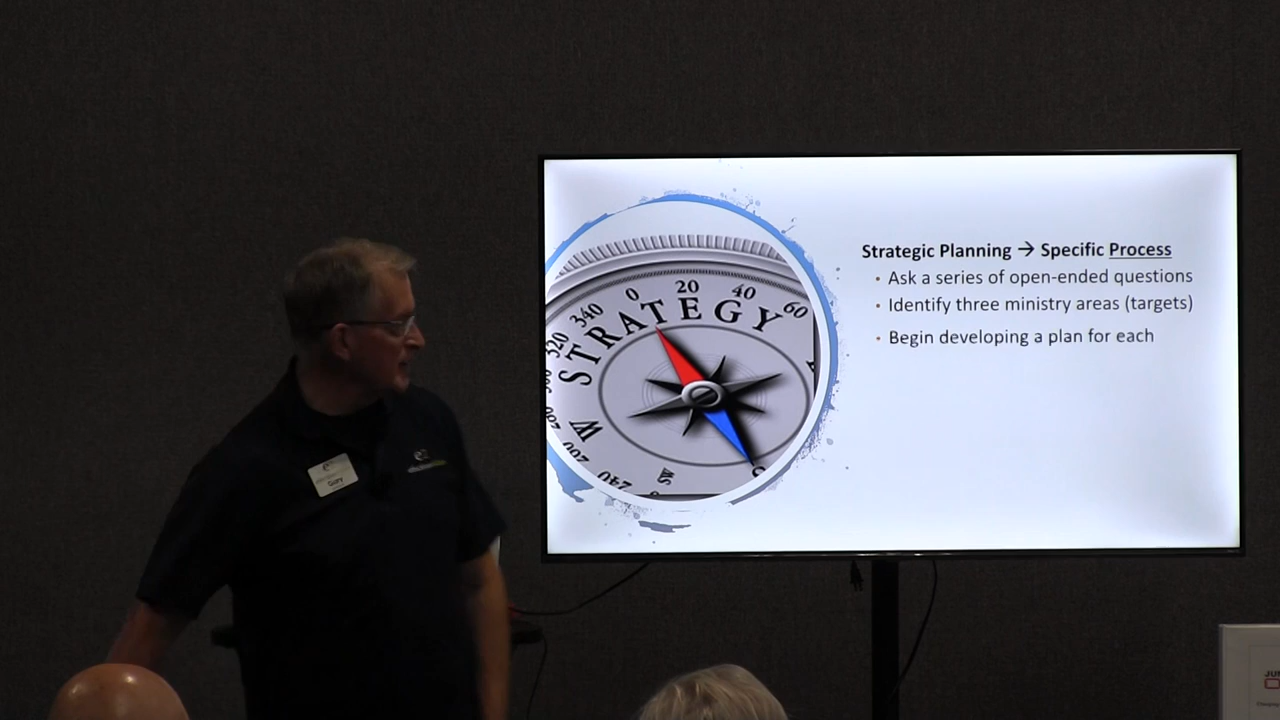 Strategic Planning → Specific Process
• Ask a series of open-ended questions
• Identify three ministry areas (targets)
• Begin developing a plan for each
320 340 0 20 40 60
STRATEGY
W
SW
Gary